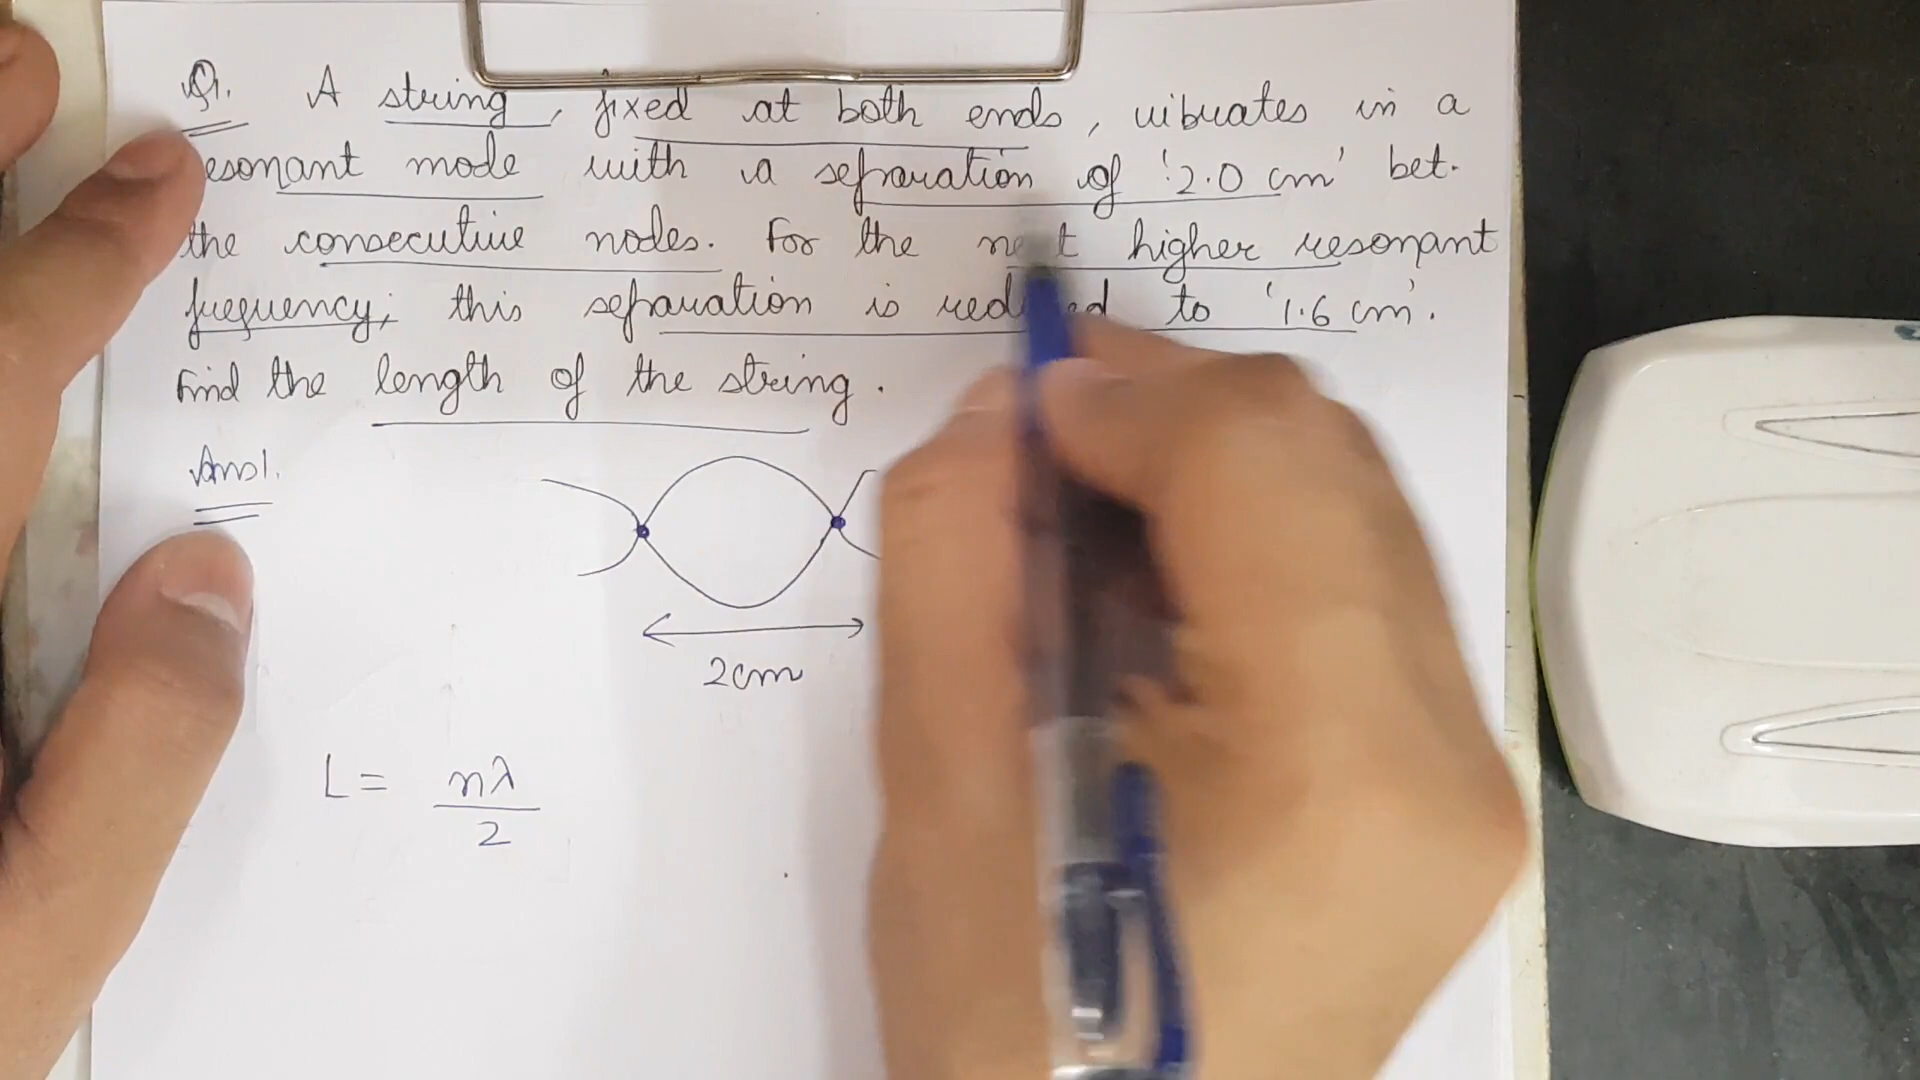 Q1. A string, fixed at both ends, vibrates in a
resonant mode with a separation of '2.0 cm' bet.
the consecutive nodes. For the next higher resonant
frequency; this separation is reduced to '1.6 cm'.
Find the length of the string.
Ans1.
2cm
L = nλ
2